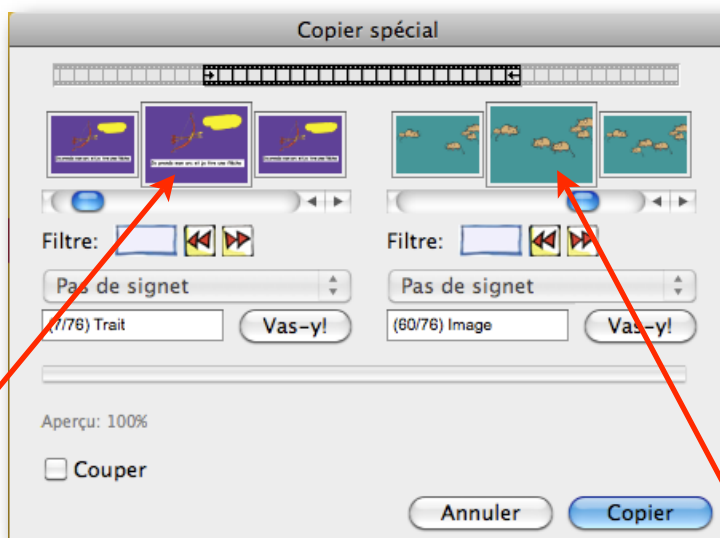 Copier spécial
Filtre:
Filtre:
Pas de signet
Pas de signet
(7/76) Trait
Vas-y!
(60/76) Image
Vas-y!
Aperçu: 100%
Couper
Annuler
Copier